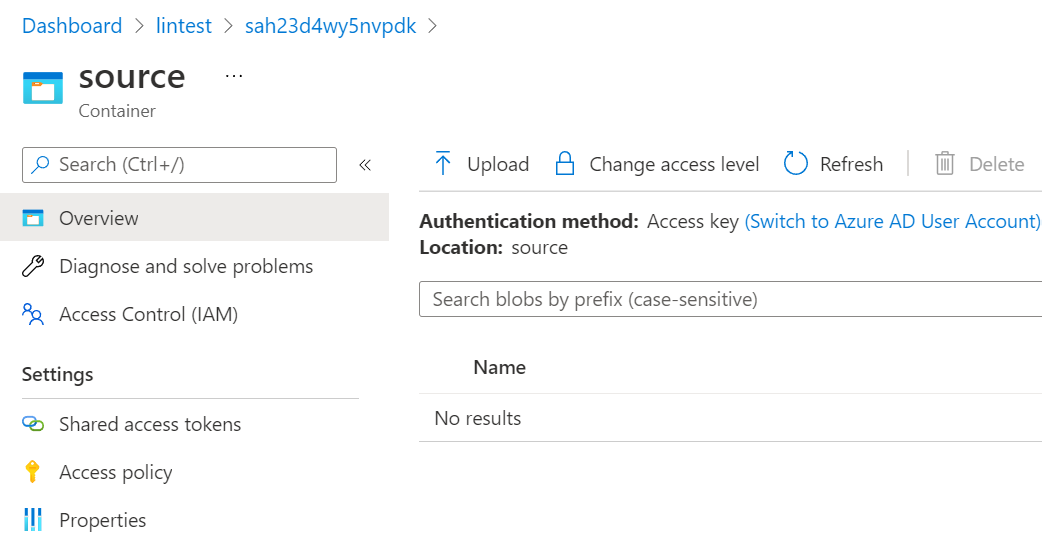 Dashboard > lintest > sah23d4wy5nvpdk >
source ...
Container
Search (Ctrl+/) «
Overview
Diagnose and solve problems
Access Control (IAM)
Settings
Shared access tokens
Access policy
Properties
Upload Change access level Refresh | Delete
Authentication method: Access key (Switch to Azure AD User Account)
Location: source
Search blobs by prefix (case-sensitive)
Name
No results